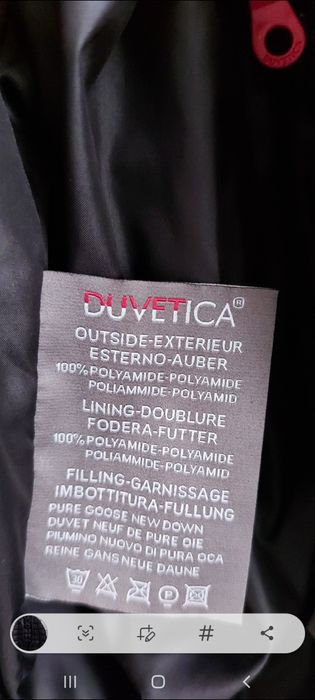 DUVETICA®
OUTSIDE-EXTERIEUR
ESTERNO-AUBER
100%POLYAMIDE-POLYAMIDE
POLIAMMIDE-POLYAMID
LINING-DOUBLURE
FODERA-FUTTER
100%POLYAMIDE-POLYAMIDE
POLIAMMIDE-POLYAMID
FILLING-GARNISSAGE
IMBOTTITURA-FULLUNG
PURE GOOSE NEW DOWN
DUVET NEUF DE PURE OIE
PIUMINO NUOVO DI PURA OCA
REINE GANS NEUE DAUNE
30
P